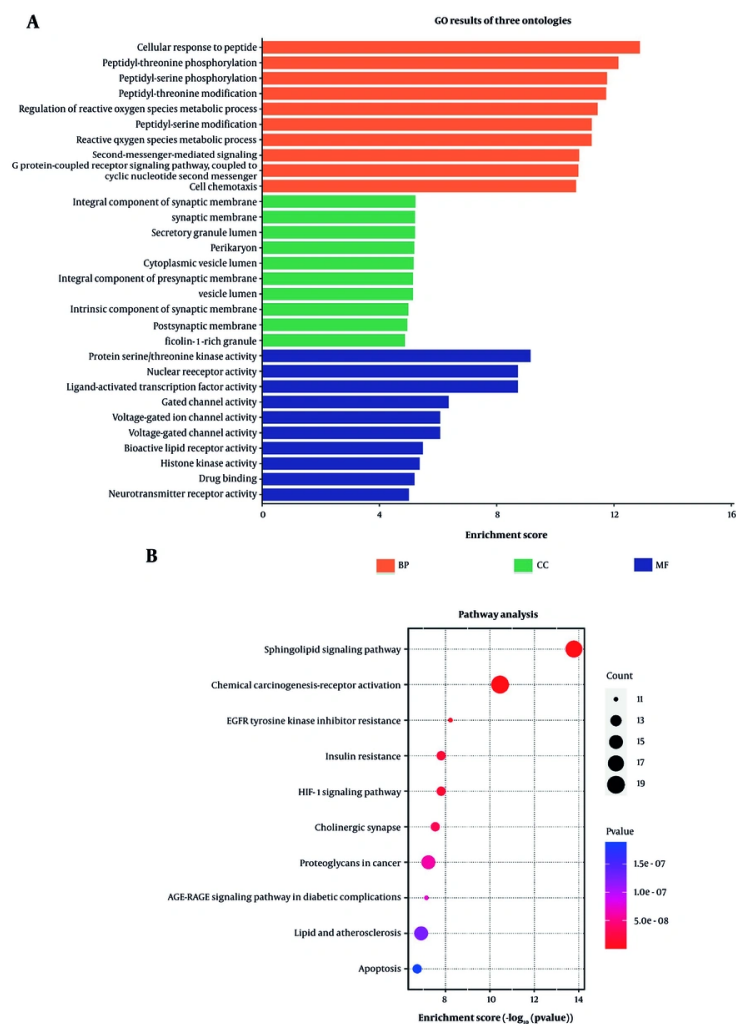 A
GO results of three ontologies
Cellular response to peptide
Peptidyl-threonine phosphorylation
Peptidyl-serine phosphorylation
Peptidyl-threonine modification
Regulation of reactive oxygen species metabolic process
Peptidyl-serine modification
Reactive qxygen species metabolic process
Second-messenger-mediated signaling
G protein-coupled receptor signaling pathway, coupled to
cyclic nucleotide second messenger
Cell chemotaxis
Integral component of synaptic membrane
synaptic membrane
Secretory granule lumen
Perikaryon
Cytoplasmic vesicle lumen
Integral component of presynaptic membrane
vesicle lumen
Intrinsic component of synaptic membrane
Postsynaptic membrane
ficolin-1-rich granule
Protein serine/threonine kinase activity
Nuclear reeceptor activity
Ligand-activated transcription factor activity
Gated channel activity
Voltage-gated ion channel activity
Voltage-gated channel activity
Bioactive lipid receptor activity
Histone kinase activity
Drug binding
Neurotransmitter receptor activity
0 4 8 12 16
Enrichment score
BP CC MF
B
Pathway analysis
Sphingolipid signaling pathway
Chemical carcinogenesis-receptor activation
EGFR tyrosine kinase inhibitor resistance
Insulin resistance
HIF-1 signaling pathway
Cholinergic synapse
Proteoglycans in cancer
AGE-RAGE signaling pathway in diabetic complications
Lipid and atherosclerosis
Apoptosis
8 10 12 14
Enrichment score (-log10 (pvalue))
Count
11
13
15
17
19
Pvalue
1.5e-07
1.0e-07
5.0e-08